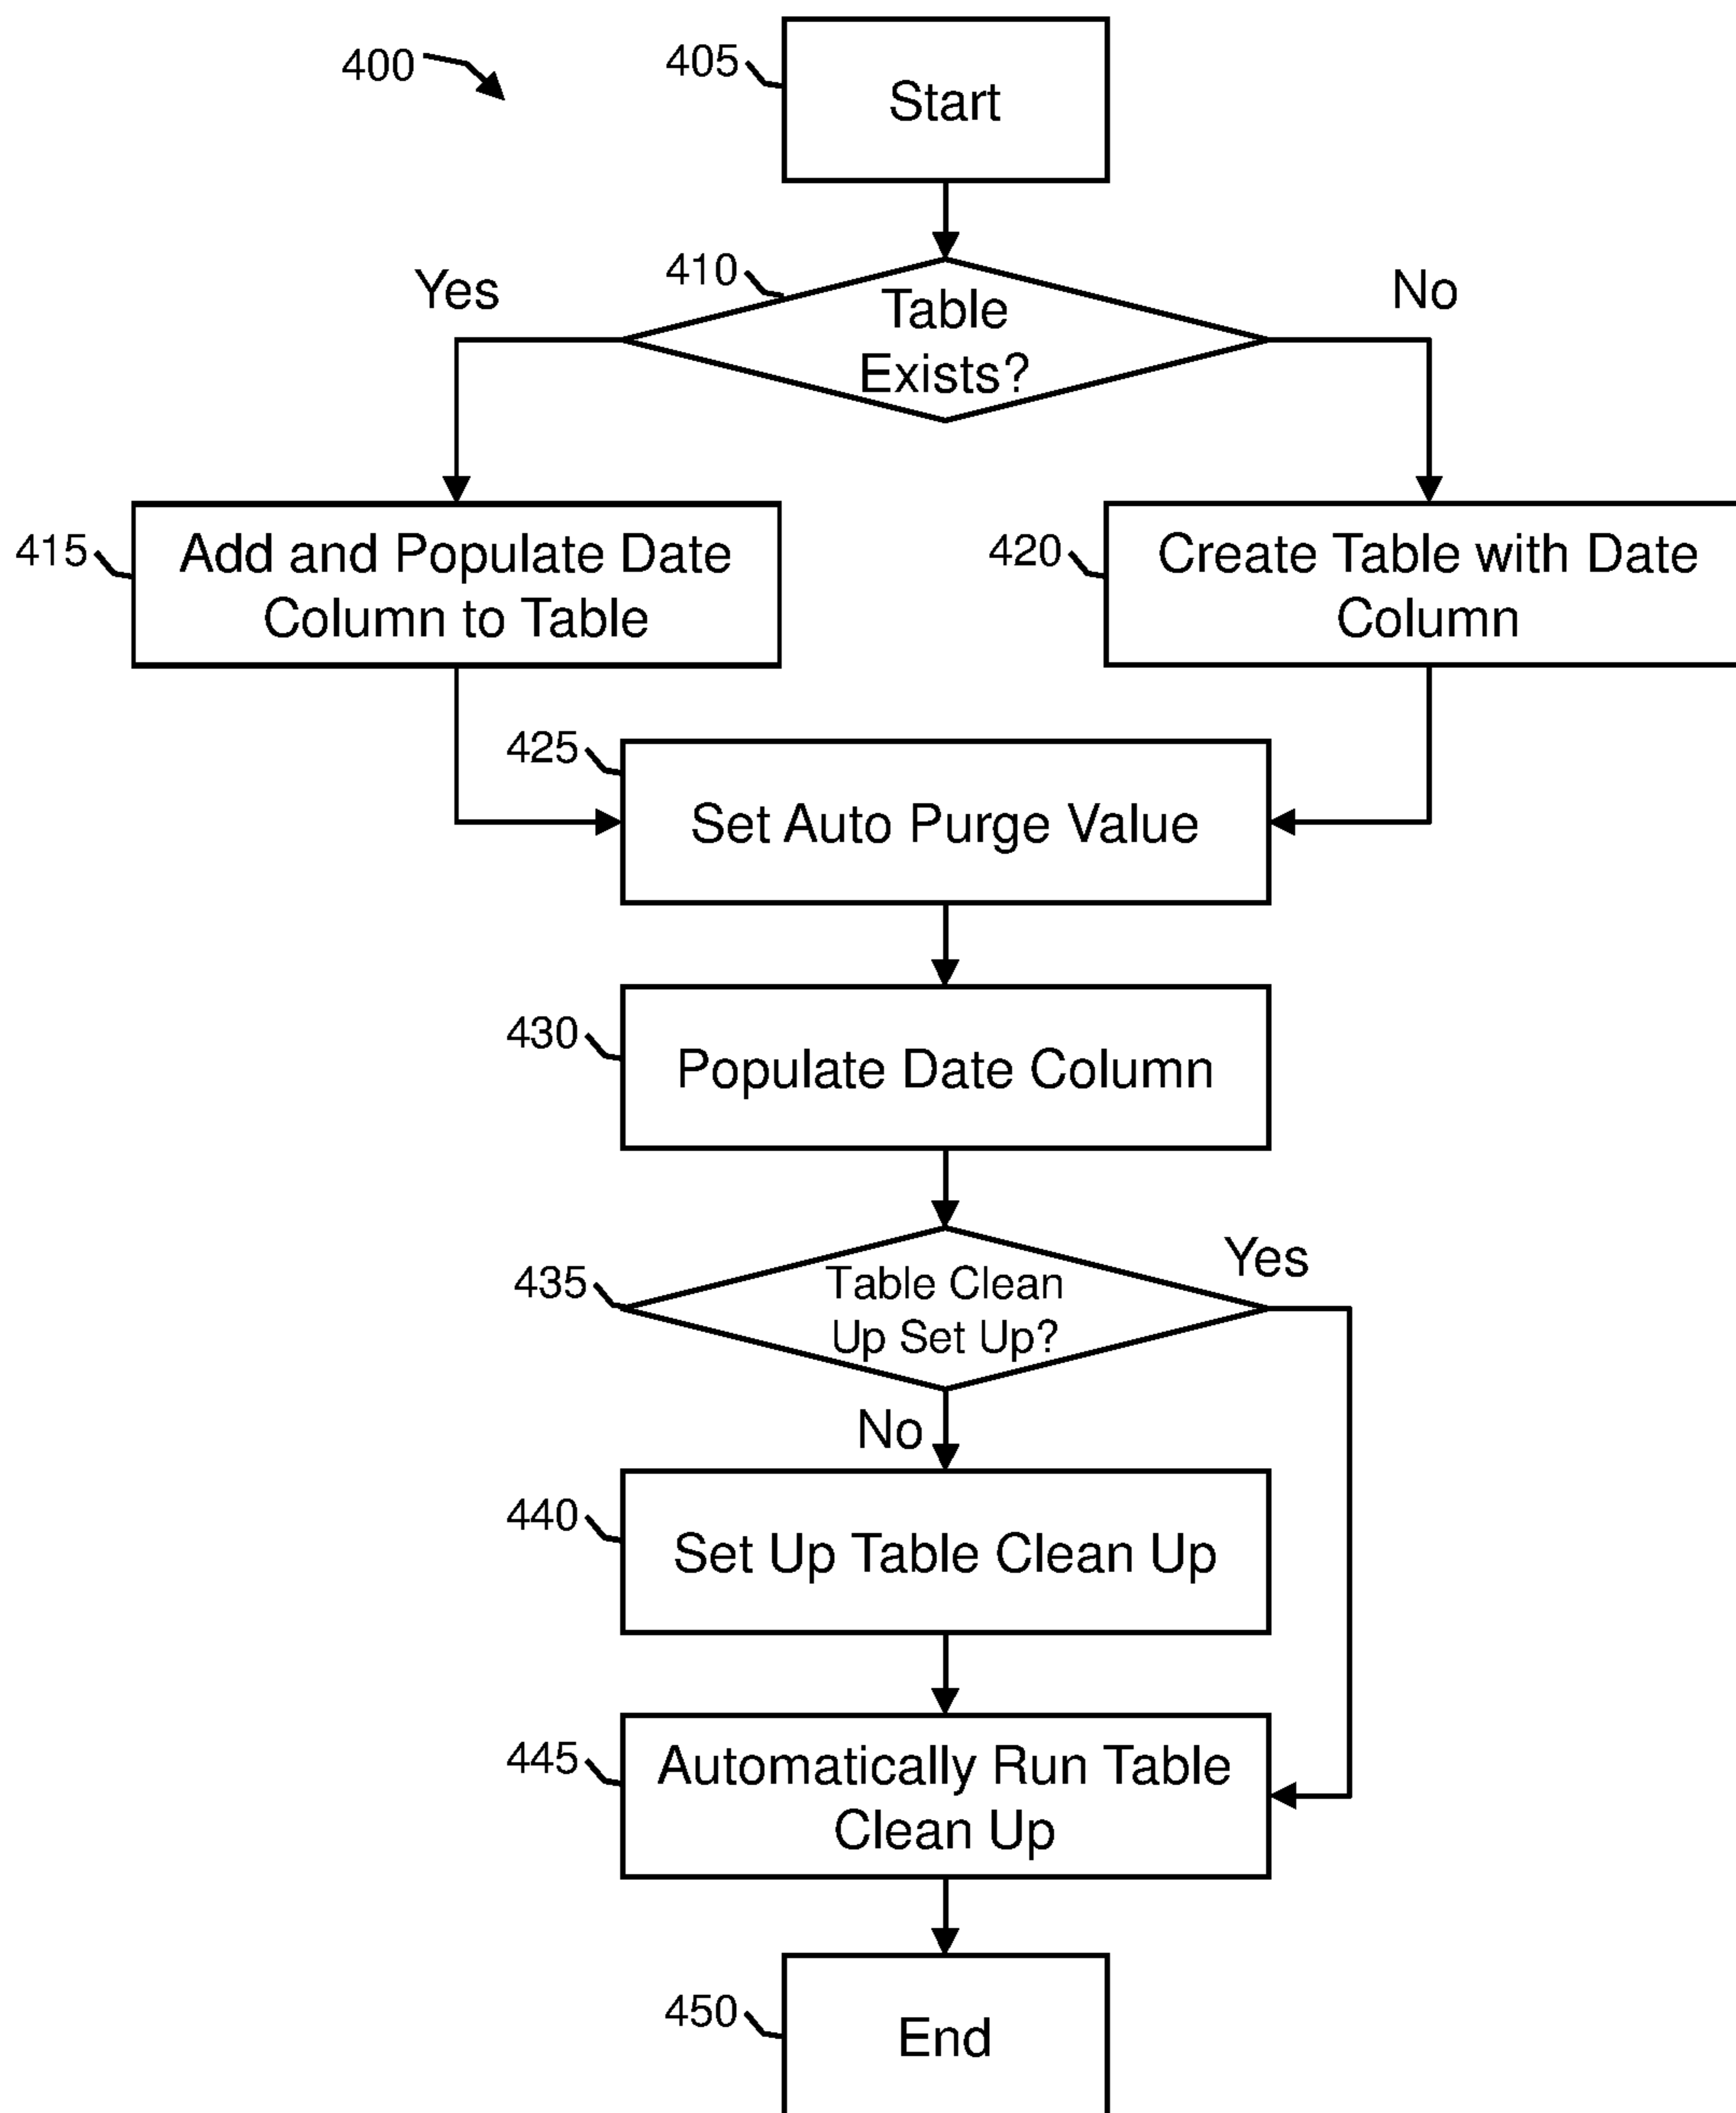 400
405
Start
410
Table
Exists?
Yes
No
415
Add and Populate Date
Column to Table
420
Create Table with Date
Column
425
Set Auto Purge Value
430
Populate Date Column
435
Table Clean
Up Set Up?
Yes
No
440
Set Up Table Clean Up
445
Automatically Run Table
Clean Up
450
End